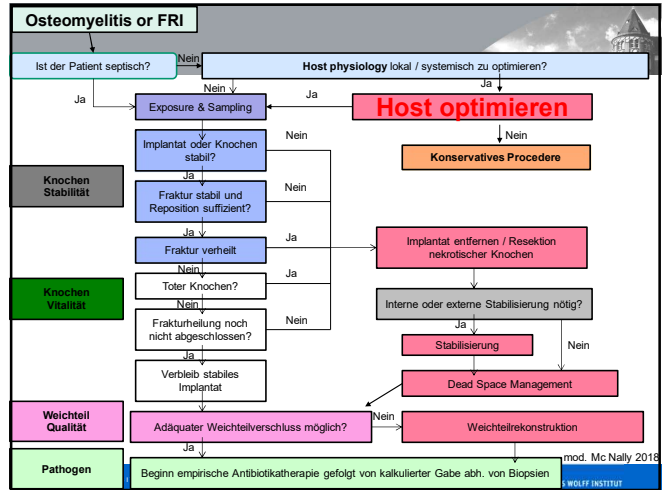 Osteomyelitis or FRI
Ist der Patient septisch?
Nein
Host physiology lokal / systemisch zu optimieren?
Ja
Nein
Ja
Ja
Exposure & Sampling
Host optimieren
Nein
Konservatives Procedere
Implantat oder Knochen
stabil?
Nein
Ja
Knochen
Stabilität
Fraktur stabil und
Reposition suffizient?
Nein
Ja
Fraktur verheilt
Ja
Implantat entfernen / Resektion
nekrotischer Knochen
Nein
Knochen
Vitalität
Toter Knochen?
Ja
Interne oder externe Stabilisierung nötig?
Nein
Frakturheilung noch
nicht abgeschlossen?
Nein
Ja
Stabilisierung
Nein
Ja
Verbleib stabiles
Implantat
Dead Space Management
Weichteil
Qualität
Adäquater Weichteilverschluss möglich?
Nein
Weichteilrekonstruktion
Ja
mod. Mc Nally 2018
Pathogen
Beginn empirische Antibiotikatherapie gefolgt von kalkulierter Gabe abh. von Biopsien
S WOLFF INSTITUT